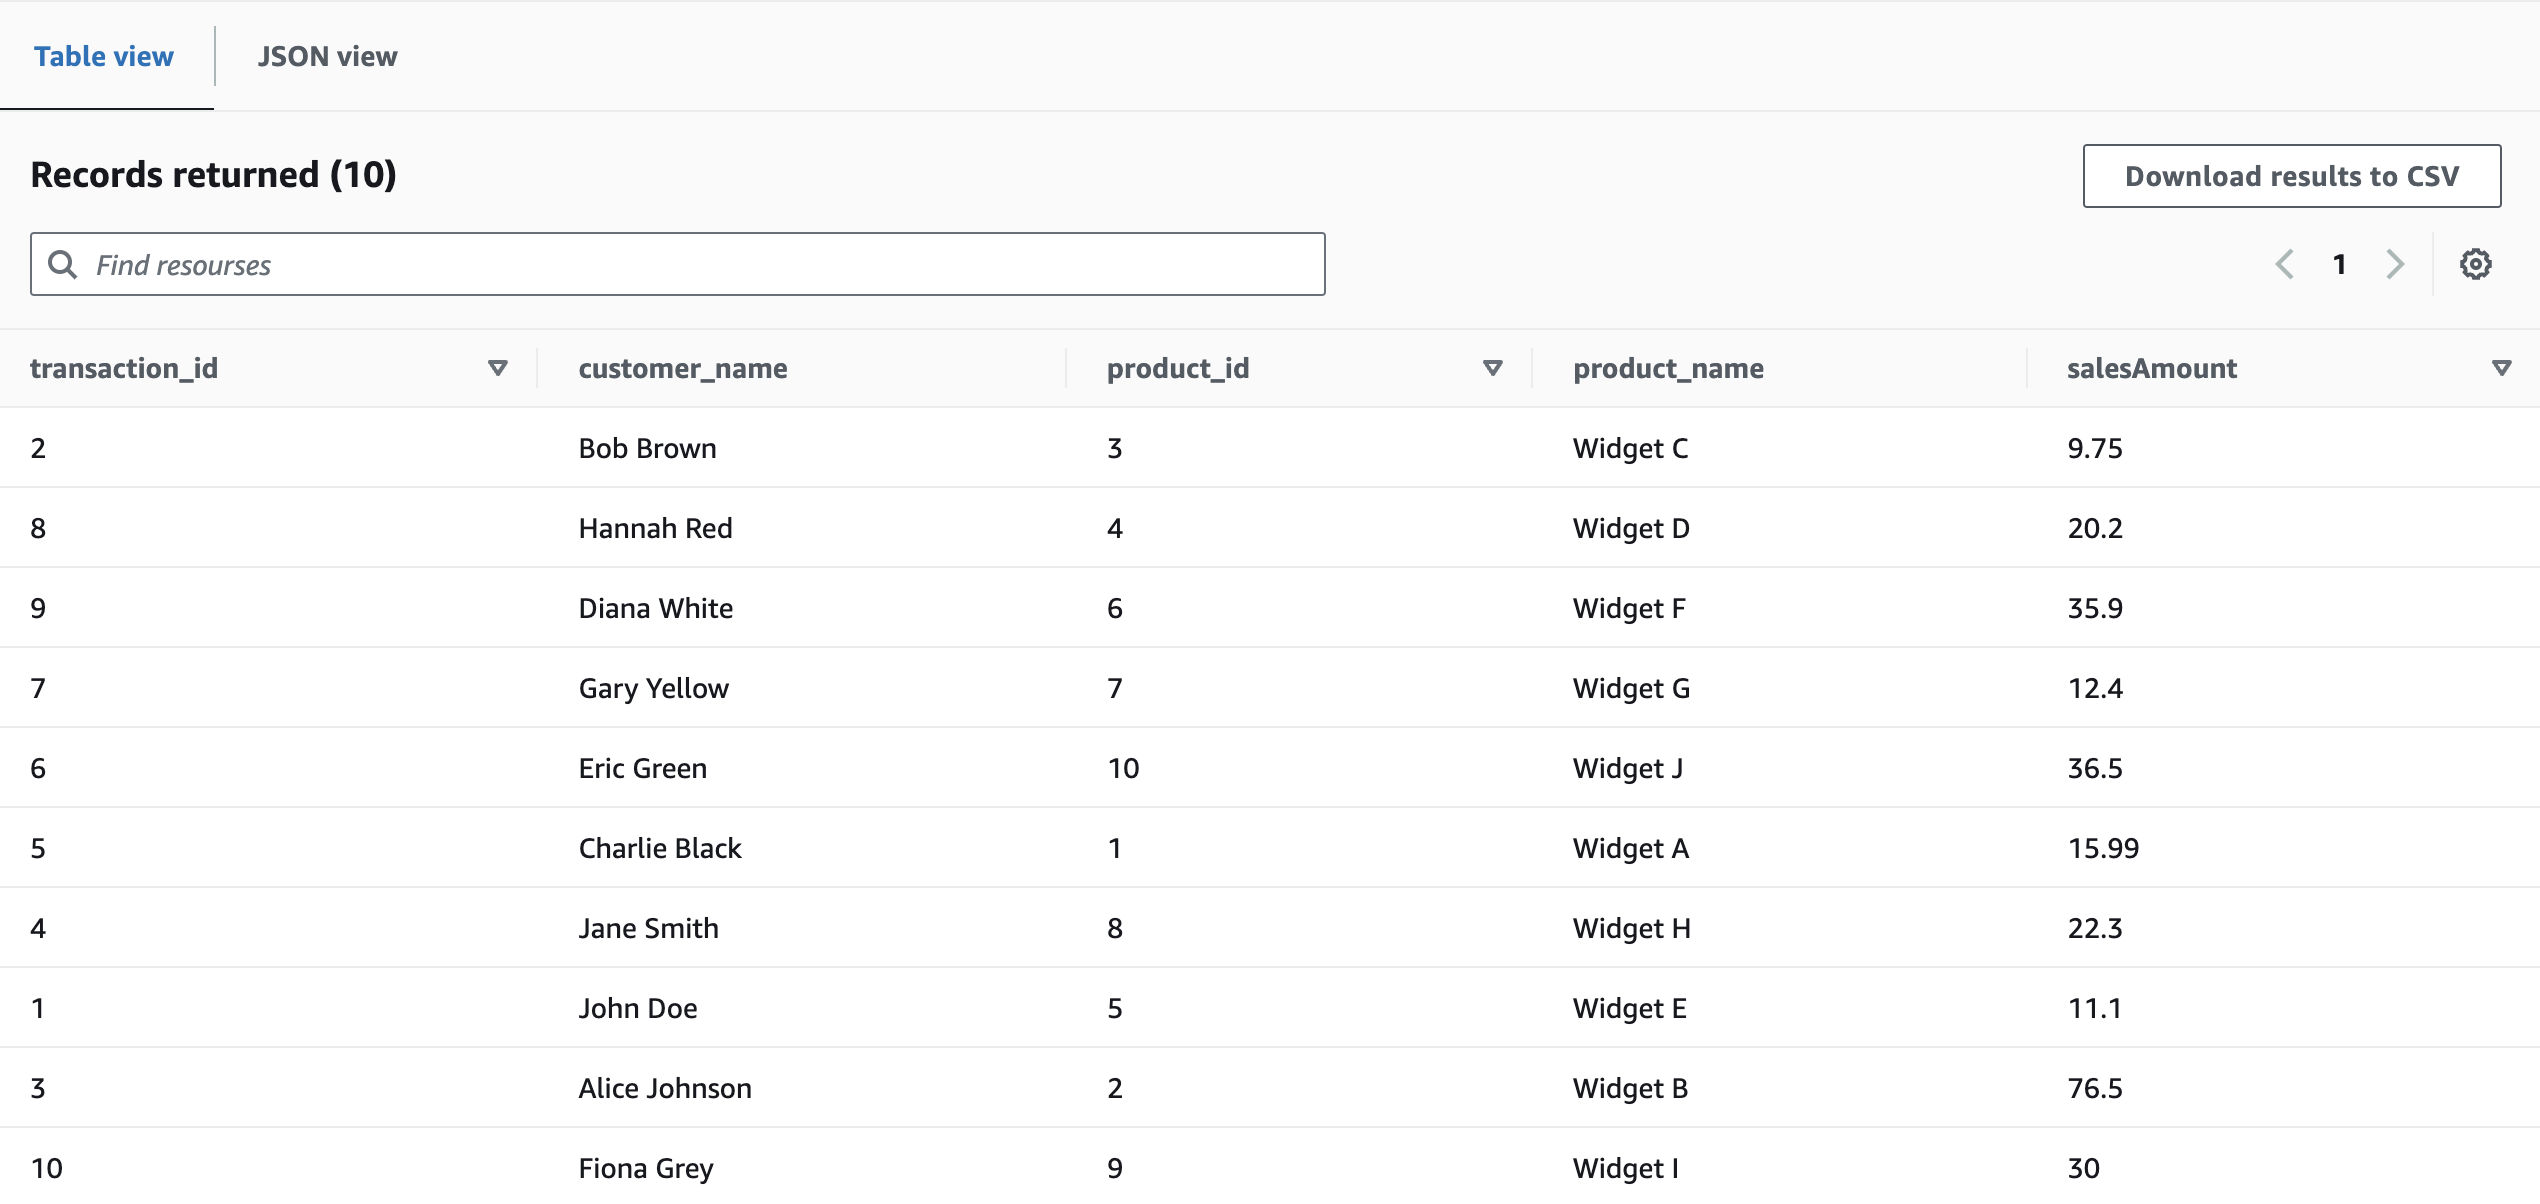 Table view JSON view
Records returned (10) Download results to CSV
Find resourses 1
transaction_id customer_name product_id product_name salesAmount
2 Bob Brown 3 Widget C 9.75
8 Hannah Red 4 Widget D 20.2
9 Diana White 6 Widget F 35.9
7 Gary Yellow 7 Widget G 12.4
6 Eric Green 10 Widget J 36.5
5 Charlie Black 1 Widget A 15.99
4 Jane Smith 8 Widget H 22.3
1 John Doe 5 Widget E 11.1
3 Alice Johnson 2 Widget B 76.5
10 Fiona Grey 9 Widget I 30